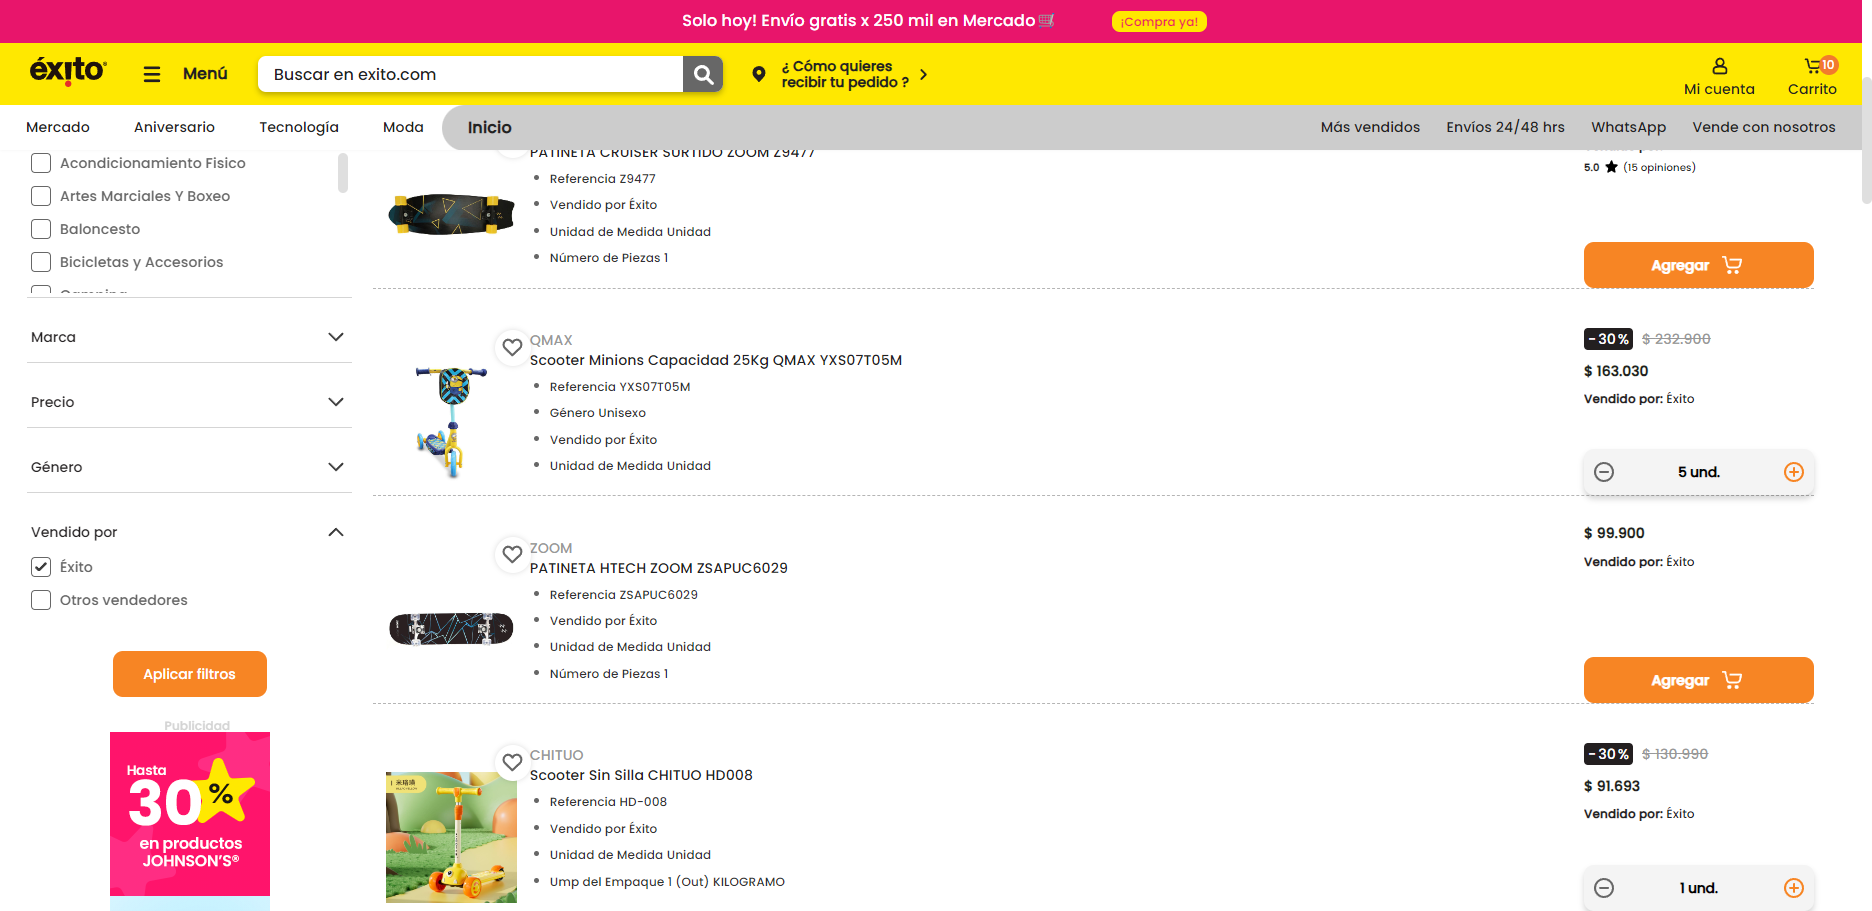 Solo hoy! Envío gratis x 250 mil en Mercado
¡Compra ya!
éxito
Menú
Buscar en exito.com
¿ Cómo quieres
recibir tu pedido ?
Mi cuenta
10
Carrito
Mercado
Aniversario
Tecnología
Moda
Inicio
Más vendidos
Envíos 24/48 hrs
WhatsApp
Vende con nosotros
Acondicionamiento Fisico
Artes Marciales Y Boxeo
Baloncesto
Bicicletas y Accesorios
Marca
Precio
Género
Vendido por
Éxito
Otros vendedores
Aplicar filtros
Publicidad
Hasta
30%
en productos
JOHNSON'S®
PATINETA CRUISER SURTIDO ZOOM Z9477
Referencia Z9477
Vendido por Éxito
Unidad de Medida Unidad
Número de Piezas 1
5.0 (15 opiniones)
Agregar
QMAX
Scooter Minions Capacidad 25Kg QMAX YXS07T05M
Referencia YXS07T05M
Género Unisexo
Vendido por Éxito
Unidad de Medida Unidad
-30% $ 232.900
$ 163.030
Vendido por: Éxito
5 und.
ZOOM
PATINETA HTECH ZOOM ZSAPUC6029
Referencia ZSAPUC6029
Vendido por Éxito
Unidad de Medida Unidad
Número de Piezas 1
$ 99.900
Vendido por: Éxito
Agregar
CHITUO
Scooter Sin Silla CHITUO HD008
Referencia HD-008
Vendido por Éxito
Unidad de Medida Unidad
Ump del Empaque 1 (Out) KILOGRAMO
-30% $ 130.990
$ 91.693
Vendido por: Éxito
1 und.